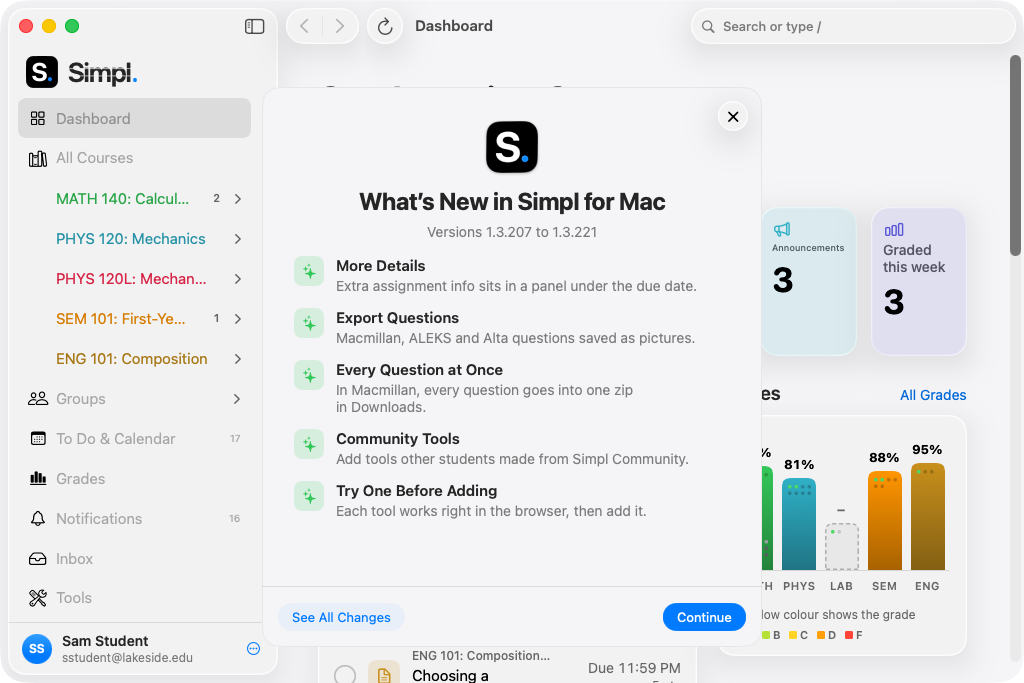 Dashboard
Search or type /
S.
Simpl.
Dashboard
All Courses
MATH 140: Calcul... 2
PHYS 120: Mechanics
PHYS 120L: Mechan...
SEM 101: First-Ye... 1
ENG 101: Composition
Groups
To Do & Calendar 17
Grades
Notifications 16
Inbox
Tools
SS
Sam Student
sstudent@lakeside.edu
S.
What's New in Simpl for Mac
Versions 1.3.207 to 1.3.221
More Details
Extra assignment info sits in a panel under the due date.
Export Questions
Macmillan, ALEKS and Alta questions saved as pictures.
Every Question at Once
In Macmillan, every question goes into one zip
in Downloads.
Community Tools
Add tools other students made from Simpl Community.
Try One Before Adding
Each tool works right in the browser, then add it.
See All Changes
Continue
Announcements
3
Graded
this week
3
All Grades
81%
–
88%
95%
PHYS LAB SEM ENG
colour shows the grade
B C D F
ENG 101: Composition...
Choosing a
Due 11:59 PM